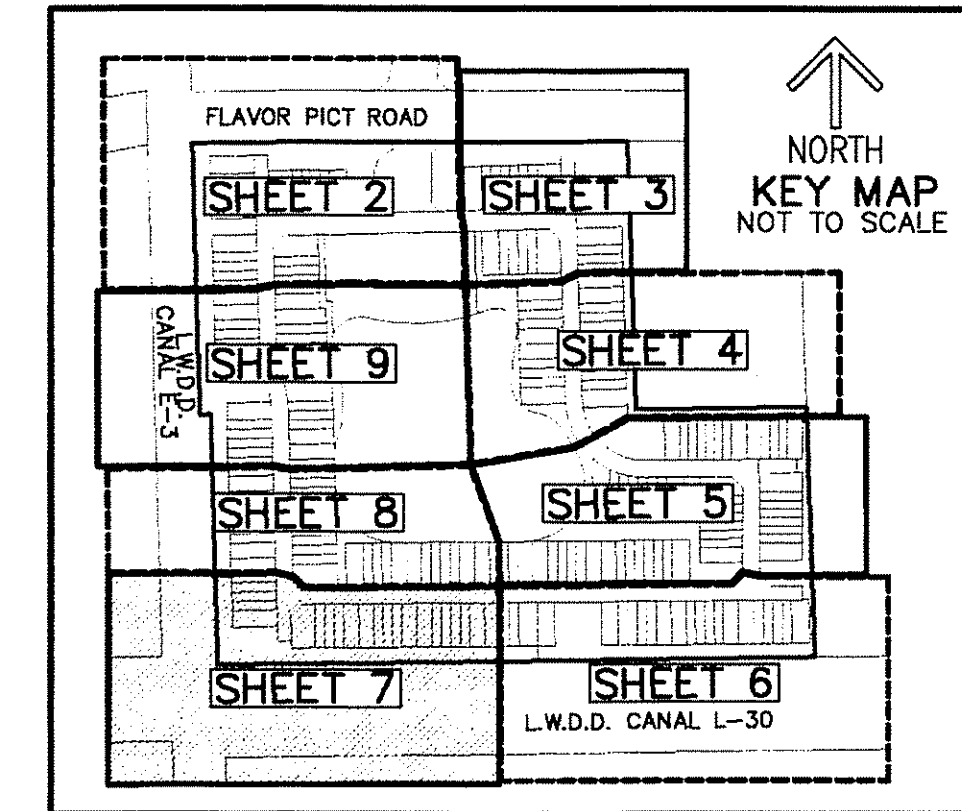 FLAVOR PICT ROAD
NORTH
KEY MAP
NOT TO SCALE
SHEET 2
SHEET 3
L.W.D.D.
CANAL E-3
SHEET 9
SHEET 4
SHEET 8
SHEET 5
SHEET 7
SHEET 6
L.W.D.D. CANAL L-30